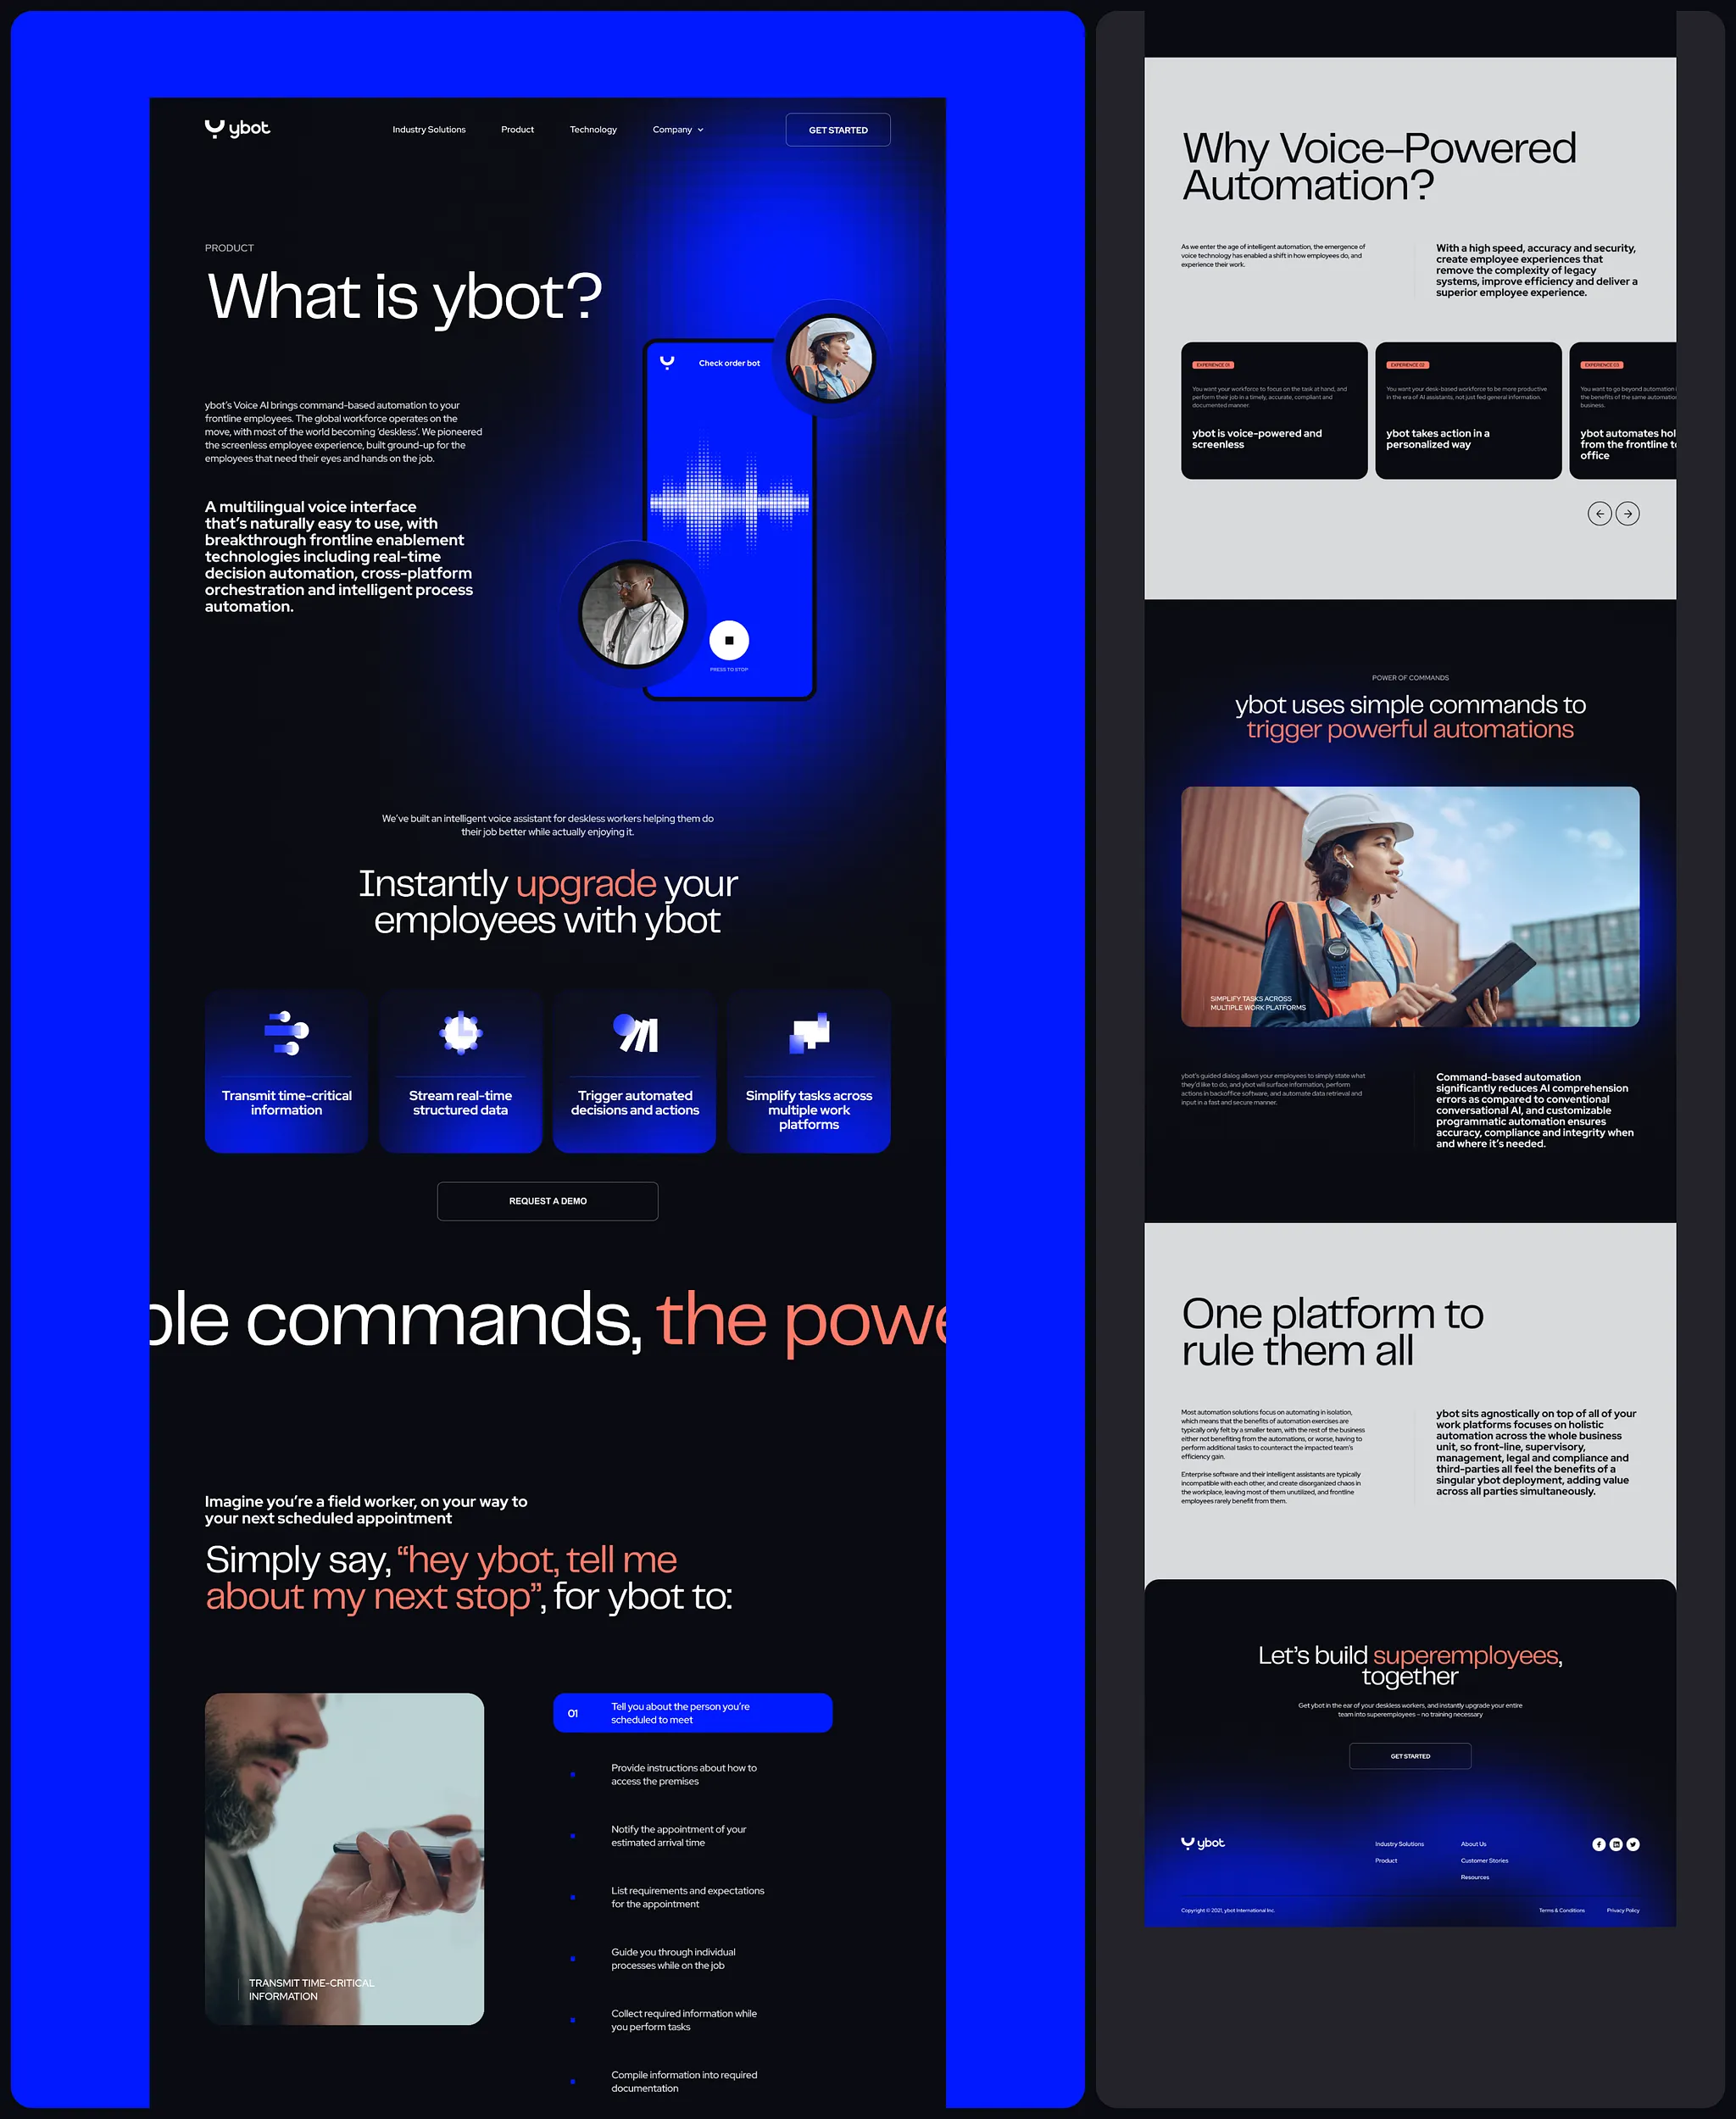 ybot
Industry Solutions
Product
Technology
Company
GET STARTED
PRODUCT
What is ybot?
ybot's Voice AI brings command-based automation to your
frontline employees. The global workforce operates on the
move, with most of the world becoming 'deskless'. We pioneered
the screenless employee experience, built ground-up for the
employees that need their eyes and hands on the job.
A multilingual voice interface
that's naturally easy to use, with
breakthrough frontline enablement
technologies including real-time
decision automation, cross-platform
orchestration and intelligent process
automation.
Check order bot
PRESS TO STOP
We've built an intelligent voice assistant for deskless workers helping them do
their job better while actually enjoying it.
Instantly upgrade your
employees with ybot
Transmit time-critical
information
Stream real-time
structured data
Trigger automated
decisions and actions
Simplify tasks across
multiple work
platforms
REQUEST A DEMO
ple commands, the powe
Imagine you're a field worker, on your way to
your next scheduled appointment
Simply say, “hey ybot, tell me
about my next stop”, for ybot to:
TRANSMIT TIME-CRITICAL
INFORMATION
01
Tell you about the person you're
scheduled to meet
Provide instructions about how to
access the premises
Notify the appointment of your
estimated arrival time
List requirements and expectations
for the appointment
Guide you through individual
processes while on the job
Collect required information while
you perform tasks
Compile information into required
documentation
Why Voice-Powered
Automation?
As we enter the age of intelligent automation, the emergence of
voice technology has enabled a shift in how employees do, and
experience their work.
With a high speed, accuracy and security,
create employee experiences that
remove the complexity of legacy
systems, improve efficiency and deliver a
superior employee experience.
EXPERIENCE 01
You want your workforce to focus on the task at hand, and
perform their job in a timely, accurate, compliant and
documented manner.
ybot is voice-powered and
screenless
EXPERIENCE 02
You want your desk-based workforce to be more productive
in the era of AI assistants, not just fed general information.
ybot takes action in a
personalized way
EXPERIENCE 03
You want to go beyond automation
the benefits of the same automatio
business.
ybot automates hol
from the frontline to
office
POWER OF COMMANDS
ybot uses simple commands to
trigger powerful automations
SIMPLIFY TASKS ACROSS
MULTIPLE WORK PLATFORMS
ybot's guided dialog allows your employees to simply state what
they'd like to do, and ybot will surface information, perform
actions in backoffice software, and automate data retrieval and
input in a fast and secure manner.
Command-based automation
significantly reduces AI comprehension
errors as compared to conventional
conversational AI, and customizable
programmatic automation ensures
accuracy, compliance and integrity when
and where it's needed.
One platform to
rule them all
Most automation solutions focus on automating in isolation,
which means that the benefits of automation exercises are
typically only felt by a smaller team, with the rest of the business
either not benefiting from the automations, or worse, having to
perform additional tasks to counteract the impacted team's
efficiency gain.
Enterprise software and their intelligent assistants are typically
incompatible with each other, and create disorganized chaos in
the workplace, leaving most of them unutilized, and frontline
employees rarely benefit from them.
ybot sits agnostically on top of all of your
work platforms focuses on holistic
automation across the whole business
unit, so front-line, supervisory,
management, legal and compliance and
third-parties all feel the benefits of a
singular ybot deployment, adding value
across all parties simultaneously.
Let's build superemployees,
together
Get ybot in the ear of your deskless workers, and instantly upgrade your entire
team into superemployees – no training necessary
GET STARTED
ybot
Industry Solutions
Product
About Us
Customer Stories
Resources
Copyright © 2021, ybot International Inc.
Terms & Conditions
Privacy Policy